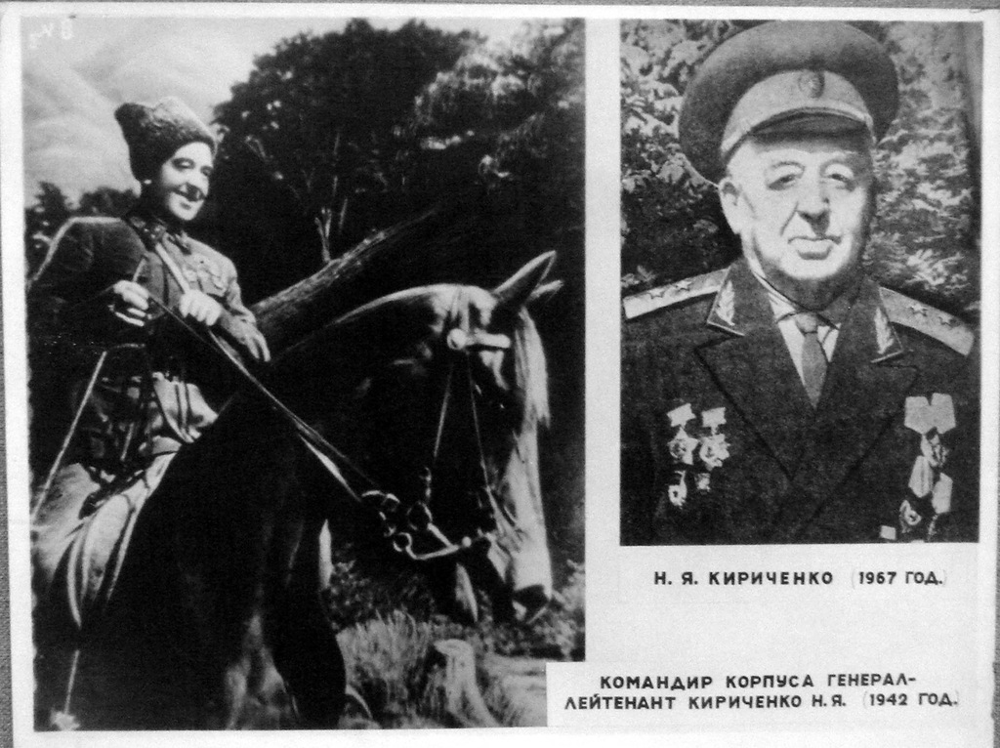 Н. Я. КИРИЧЕНКО (1967 ГОД.)
КОМАНДИР КОРПУСА ГЕНЕРАЛ-
ЛЕЙТЕНАНТ КИРИЧЕНКО Н.Я. (1942 ГОД.)